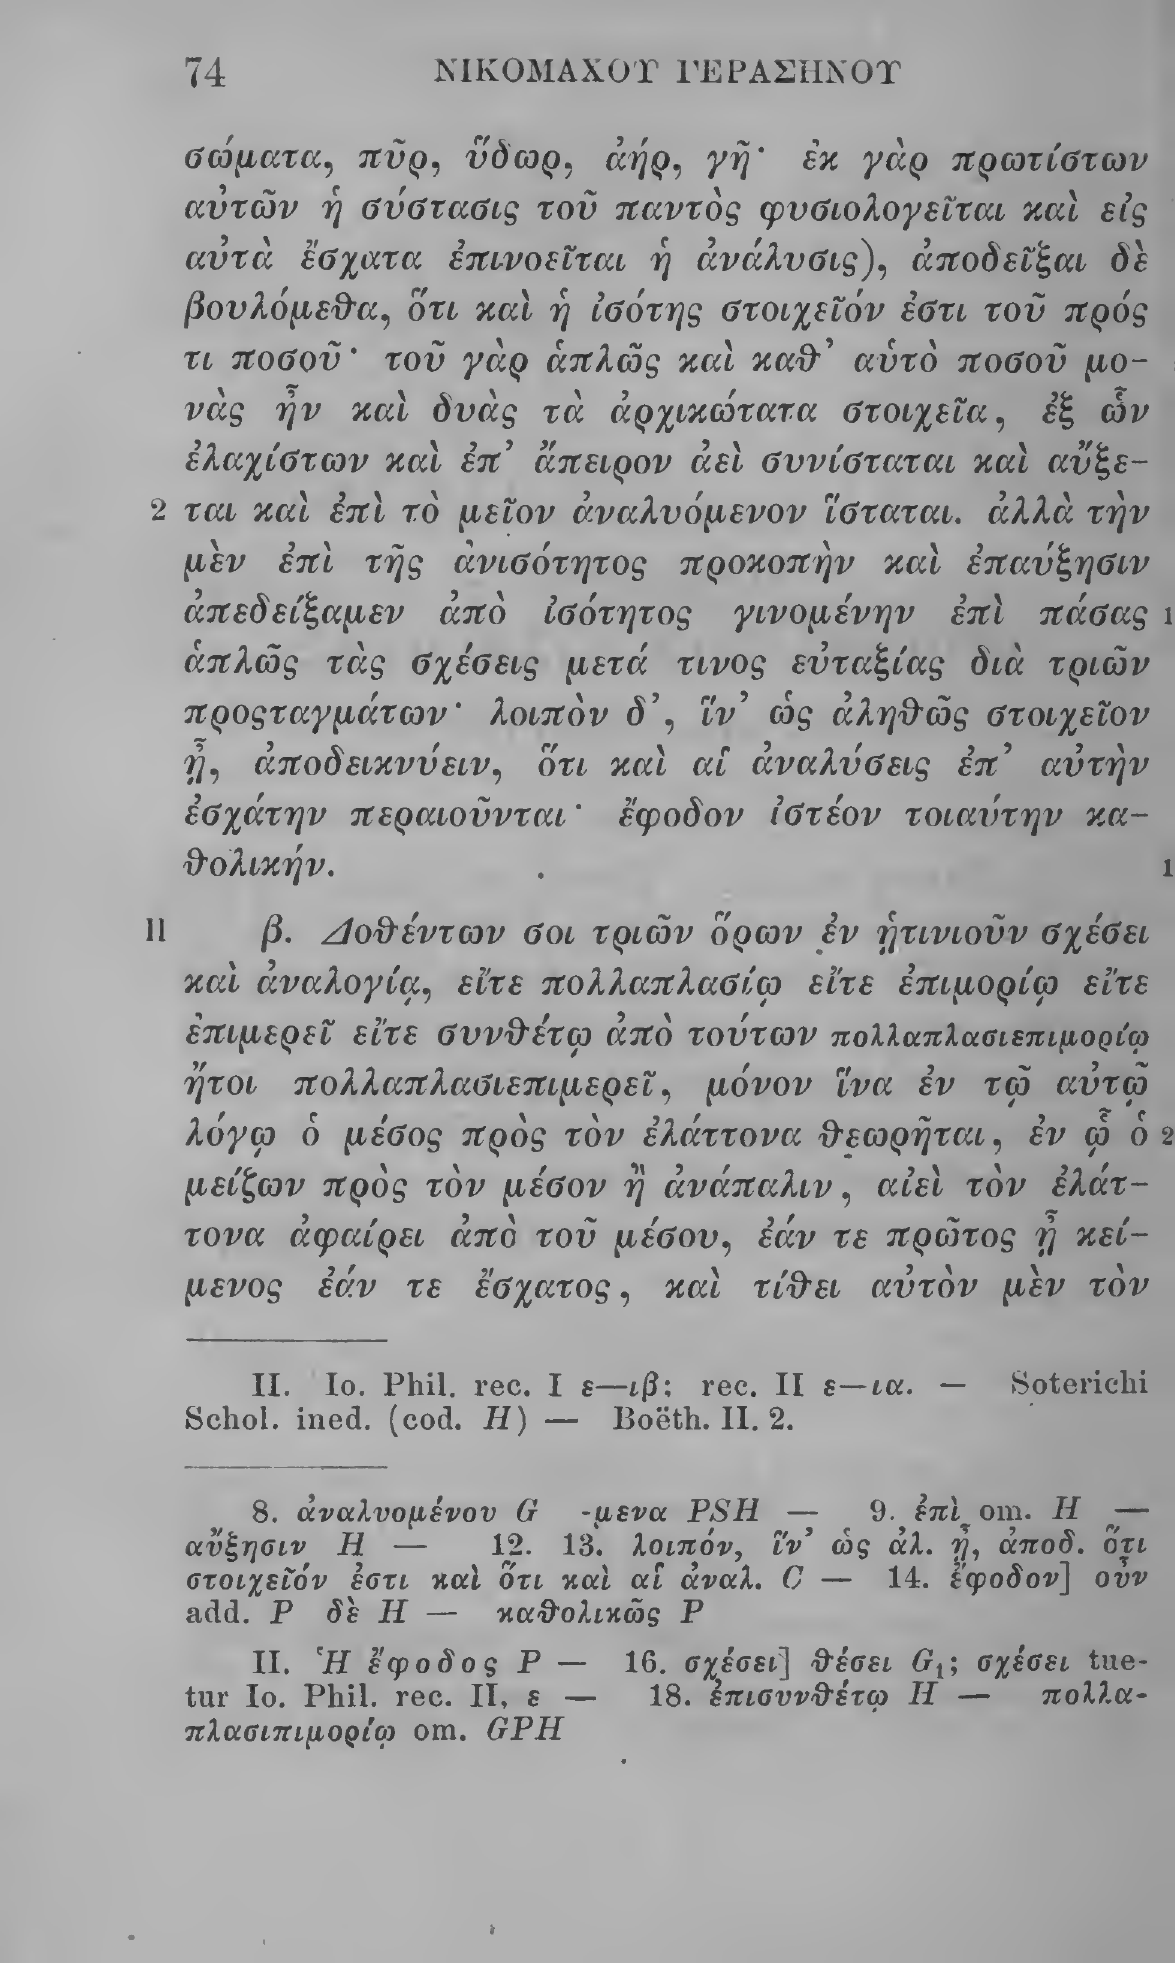 74 ΝΙΚΟΜΑΧΟΥ ΓΕΡΑΣΗΝΟΥ
σώματα, πῦρ, ὕδωρ, ἀήρ, γῆ· ἐκ γὰρ πρωτίστων
αὐτῶν ἡ σύστασις τοῦ παντὸς φυσιολογεῖται καὶ εἰς
αὐτὰ ἔσχατα ἐπινοεῖται ἡ ἀνάλυσις), ἀποδεῖξαι δὲ
βουλόμεθα, ὅτι καὶ ἡ ἰσότης στοιχεῖόν ἐστι τοῦ πρός
τι ποσοῦ· τοῦ γὰρ ἁπλῶς καὶ καθ᾽ αὑτὸ ποσοῦ μο-
νὰς ἦν καὶ δυὰς τὰ ἀρχικώτατα στοιχεῖα, ἐξ ὧν
ἐλαχίστων καὶ ἐπ᾽ ἄπειρον ἀεὶ συνίσταται καὶ αὔξε-
2 ται καὶ ἐπὶ τὸ μεῖον ἀναλυόμενον ἵσταται. ἀλλὰ τὴν
μὲν ἐπὶ τῆς ἀνισότητος προκοπὴν καὶ ἐπαύξησιν
ἀπεδείξαμεν ἀπὸ ἰσότητος γινομένην ἐπὶ πάσας 1
ἁπλῶς τὰς σχέσεις μετά τινος εὐταξίας διὰ τριῶν
προςταγμάτων· λοιπὸν δ᾽, ἵν᾽ ὡς ἀληθῶς στοιχεῖον
ᾖ, ἀποδεικνύειν, ὅτι καὶ αἱ ἀναλύσεις ἐπ᾽ αὐτὴν
ἐσχάτην περαιοῦνται· ἔφοδον ἰστέον τοιαύτην κα-
θολικήν. 1
II β. Δοθέντων σοι τριῶν ὅρων ἐν ᾑτινιοῦν σχέσει
καὶ ἀναλογίᾳ, εἴτε πολλαπλασίῳ εἴτε ἐπιμορίῳ εἴτε
ἐπιμερεῖ εἴτε συνθέτῳ ἀπὸ τούτων πολλαπλασιεπιμορίῳ
ἤτοι πολλαπλασιεπιμερεῖ, μόνον ἵνα ἐν τῷ αὐτῷ
λόγῳ ὁ μέσος πρὸς τὸν ἐλάττονα θεωρῆται, ἐν ᾧ ὁ 2
μείζων πρὸς τὸν μέσον ἢ ἀνάπαλιν, αἰεὶ τὸν ἐλάτ-
τονα ἀφαίρει ἀπὸ τοῦ μέσου, ἐάν τε πρῶτος ᾖ κεί-
μενος ἐάν τε ἔσχατος, καὶ τίθει αὐτὸν μὲν τὸν
II. Io. Phil. rec. I ε—ιβ; rec. II ε—ια. — Soterichi
Schol. ined. (cod. H) — Boëth. II. 2.
8. ἀναλυομένου G -μενα PSH — 9. ἐπὶ om. H —
αὔξησιν H — 12. 13. λοιπόν, ἵν᾽ ὡς ἀλ. ᾖ, ἀποδ. ὅτι
στοιχεῖόν ἐστι καὶ ὅτι καὶ αἱ ἀναλ. C — 14. ἔφοδον] οὖν
add. P δὲ H — καθολικῶς P
II. Ἡ ἔφοδος P — 16. σχέσει] θέσει G₁; σχέσει tue-
tur Io. Phil. rec. II, ε — 18. ἐπισυνθέτῳ H — πολλα-
πλασιπιμορίῳ om. GPH